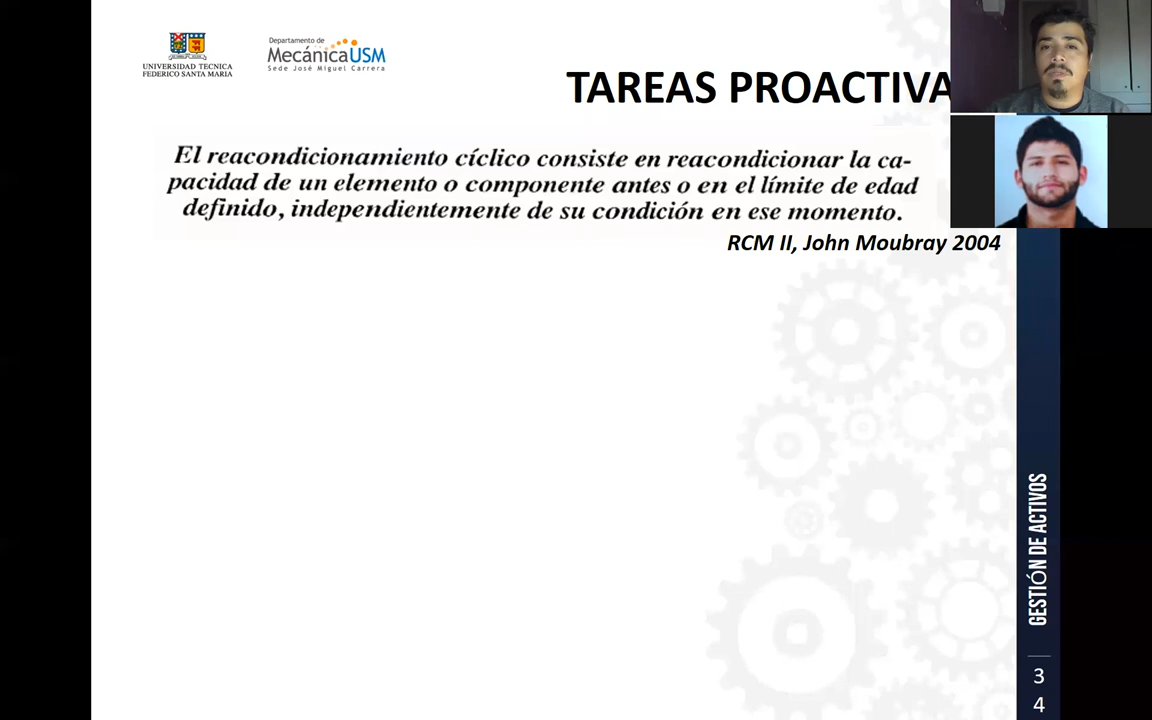 UNIVERSIDAD TECNICA
FEDERICO SANTA MARIA
Departamento de
MecánicaUSM
Sede José Miguel Carrera
TAREAS PROACTIVA
El reacondicionamiento cíclico consiste en reacondicionar la ca-
pacidad de un elemento o componente antes o en el límite de edad
definido, independientemente de su condición en ese momento.
RCM II, John Moubray 2004
GESTIÓN DE ACTIVOS
3
4